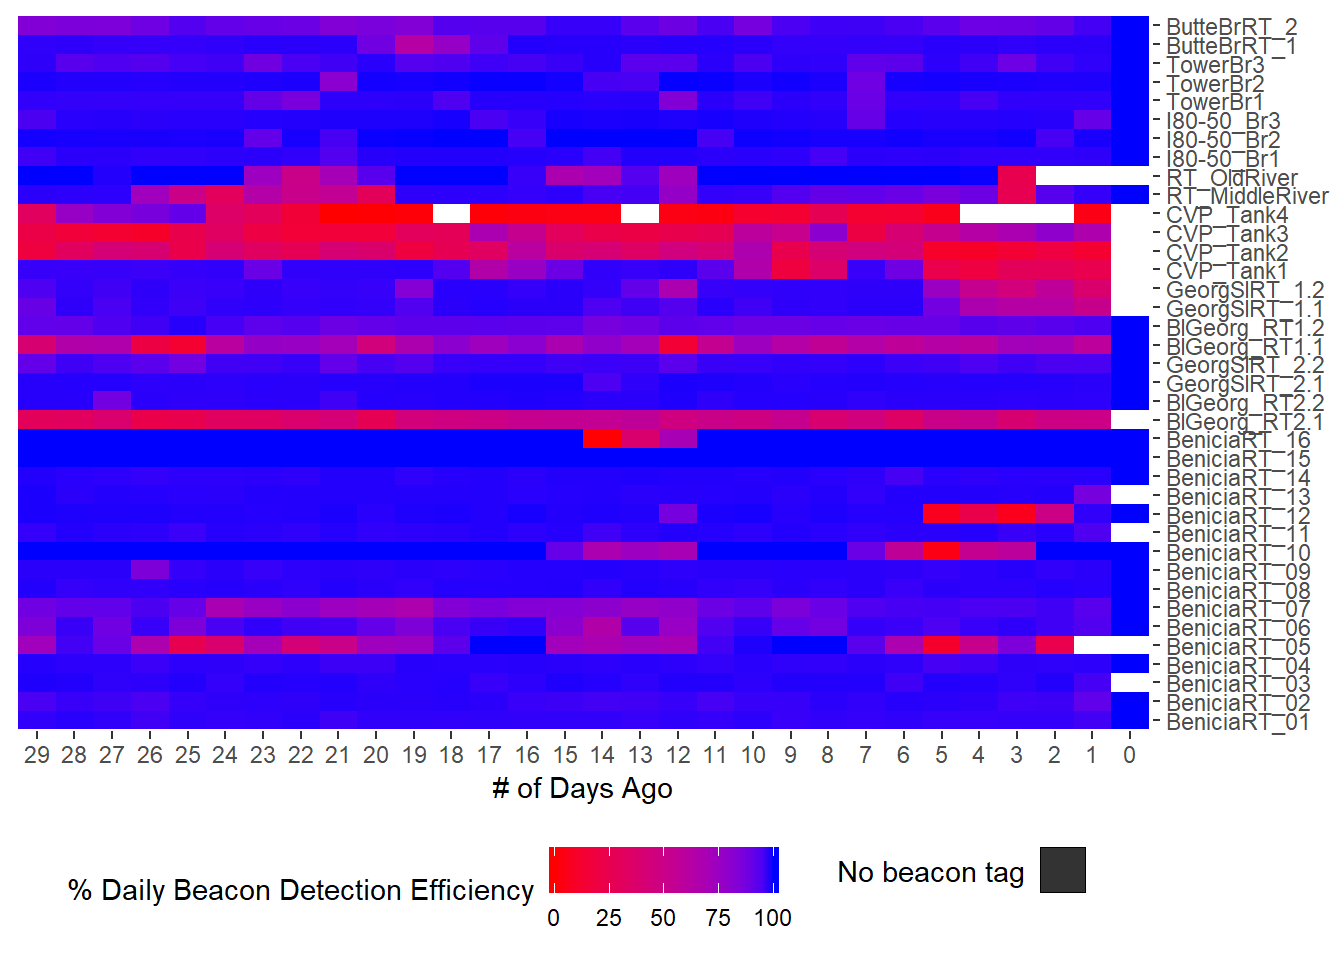 ButteBrRT_2
ButteBrRT_1
TowerBr3
TowerBr2
TowerBr1
I80-50_Br3
I80-50_Br2
I80-50_Br1
RT_OldRiver
RT_MiddleRiver
CVP_Tank4
CVP_Tank3
CVP_Tank2
CVP_Tank1
GeorgSlRT_1.2
GeorgSlRT_1.1
BlGeorg_RT1.2
BlGeorg_RT1.1
GeorgSlRT_2.2
GeorgSlRT_2.1
BlGeorg_RT2.2
BlGeorg_RT2.1
BeniciaRT_16
BeniciaRT_15
BeniciaRT_14
BeniciaRT_13
BeniciaRT_12
BeniciaRT_11
BeniciaRT_10
BeniciaRT_09
BeniciaRT_08
BeniciaRT_07
BeniciaRT_06
BeniciaRT_05
BeniciaRT_04
BeniciaRT_03
BeniciaRT_02
BeniciaRT_01
29 28 27 26 25 24 23 22 21 20 19 18 17 16 15 14 13 12 11 10 9 8 7 6 5 4 3 2 1 0
# of Days Ago
% Daily Beacon Detection Efficiency
0 25 50 75 100
No beacon tag